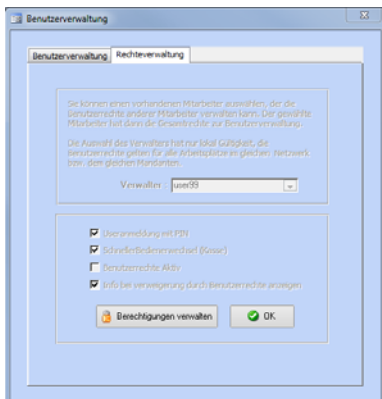 Benutzerverwaltung
Benutzerverwaltung Rechteverwaltung
Sie können einen vorhandenen Mitarbeiter auswählen, der die
Benutzerrechte anderer Mitarbeiter verwalten kann. Der gewählte
Mitarbeiter hat dann die Gesamtrechte zur Benutzerverwaltung.
Die Auswahl des Verwalters hat nur lokal Gültigkeit, die
Benutzerrechte gelten für alle Arbeitsplätze im gleichen Netzwerk
bzw. dem gleichen Mandanten.
Verwalter : user99
Useranmeldung mit PIN
Schneller Bedienerwechsel (Kasse)
Benutzerrechte Aktiv
Info bei verweigerung durch Benutzerrechte anzeigen
Berechtigungen verwalten OK